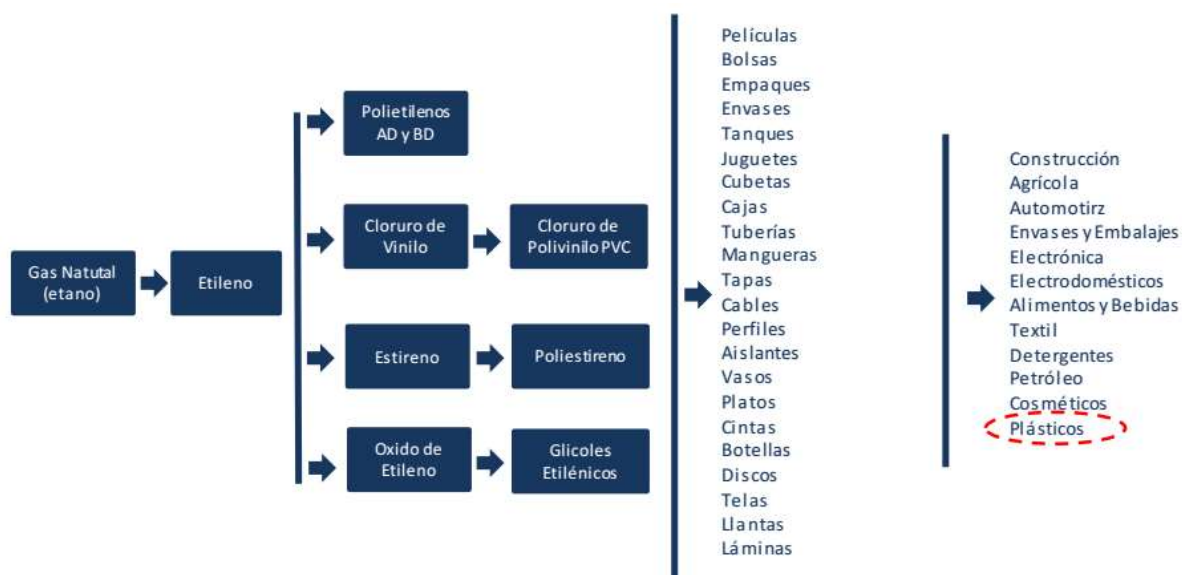 Gas Natutal
(etano)
Etileno
Polietilenos
AD y BD
Cloruro de
Vinilo
Cloruro de
Polivinilo PVC
Estireno
Poliestireno
Oxido de
Etileno
Glicoles
Etilénicos
Películas
Bolsas
Empaques
Envases
Tanques
Juguetes
Cubetas
Cajas
Tuberías
Mangueras
Tapas
Cables
Perfiles
Aislantes
Vasos
Platos
Cintas
Botellas
Discos
Telas
Llantas
Láminas
Construcción
Agrícola
Automotirz
Envases y Embalajes
Electrónica
Electrodomésticos
Alimentos y Bebidas
Textil
Detergentes
Petróleo
Cosméticos
Plásticos